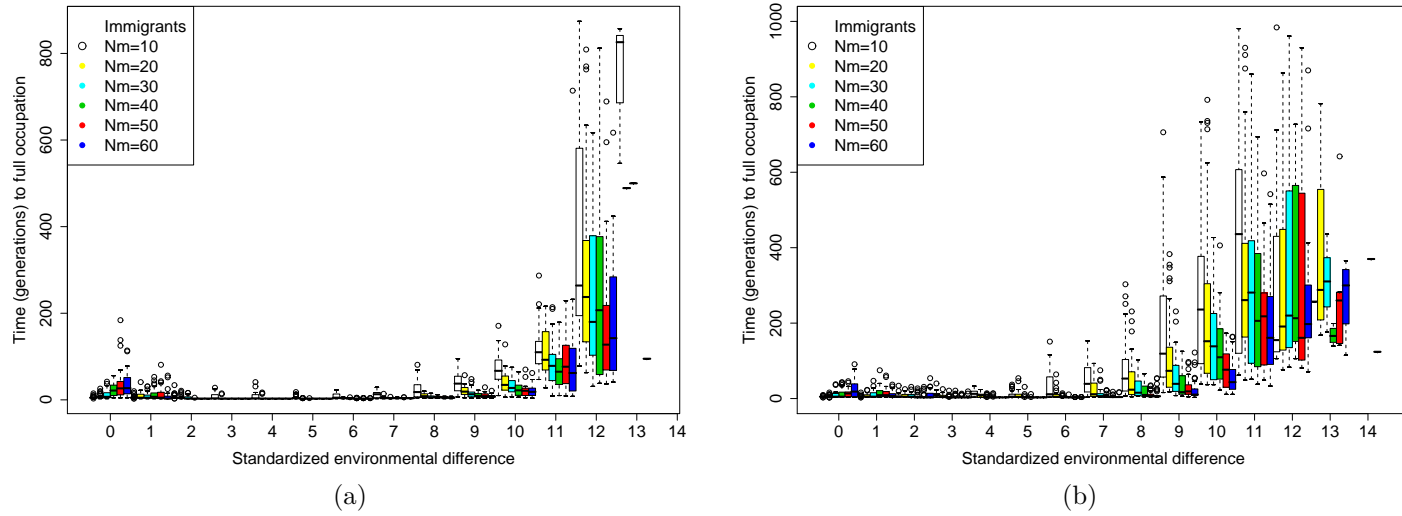 Immigrants
Nm=10
Nm=20
Nm=30
Nm=40
Nm=50
Nm=60
Time (generations) to full occupation
0 200 400 600 800
0 1 2 3 4 5 6 7 8 9 10 11 12 13 14
Standardized environmental difference
(a)
Immigrants
Nm=10
Nm=20
Nm=30
Nm=40
Nm=50
Nm=60
Time (generations) to full occupation
0 200 400 600 800 1000
0 1 2 3 4 5 6 7 8 9 10 11 12 13 14
Standardized environmental difference
(b)